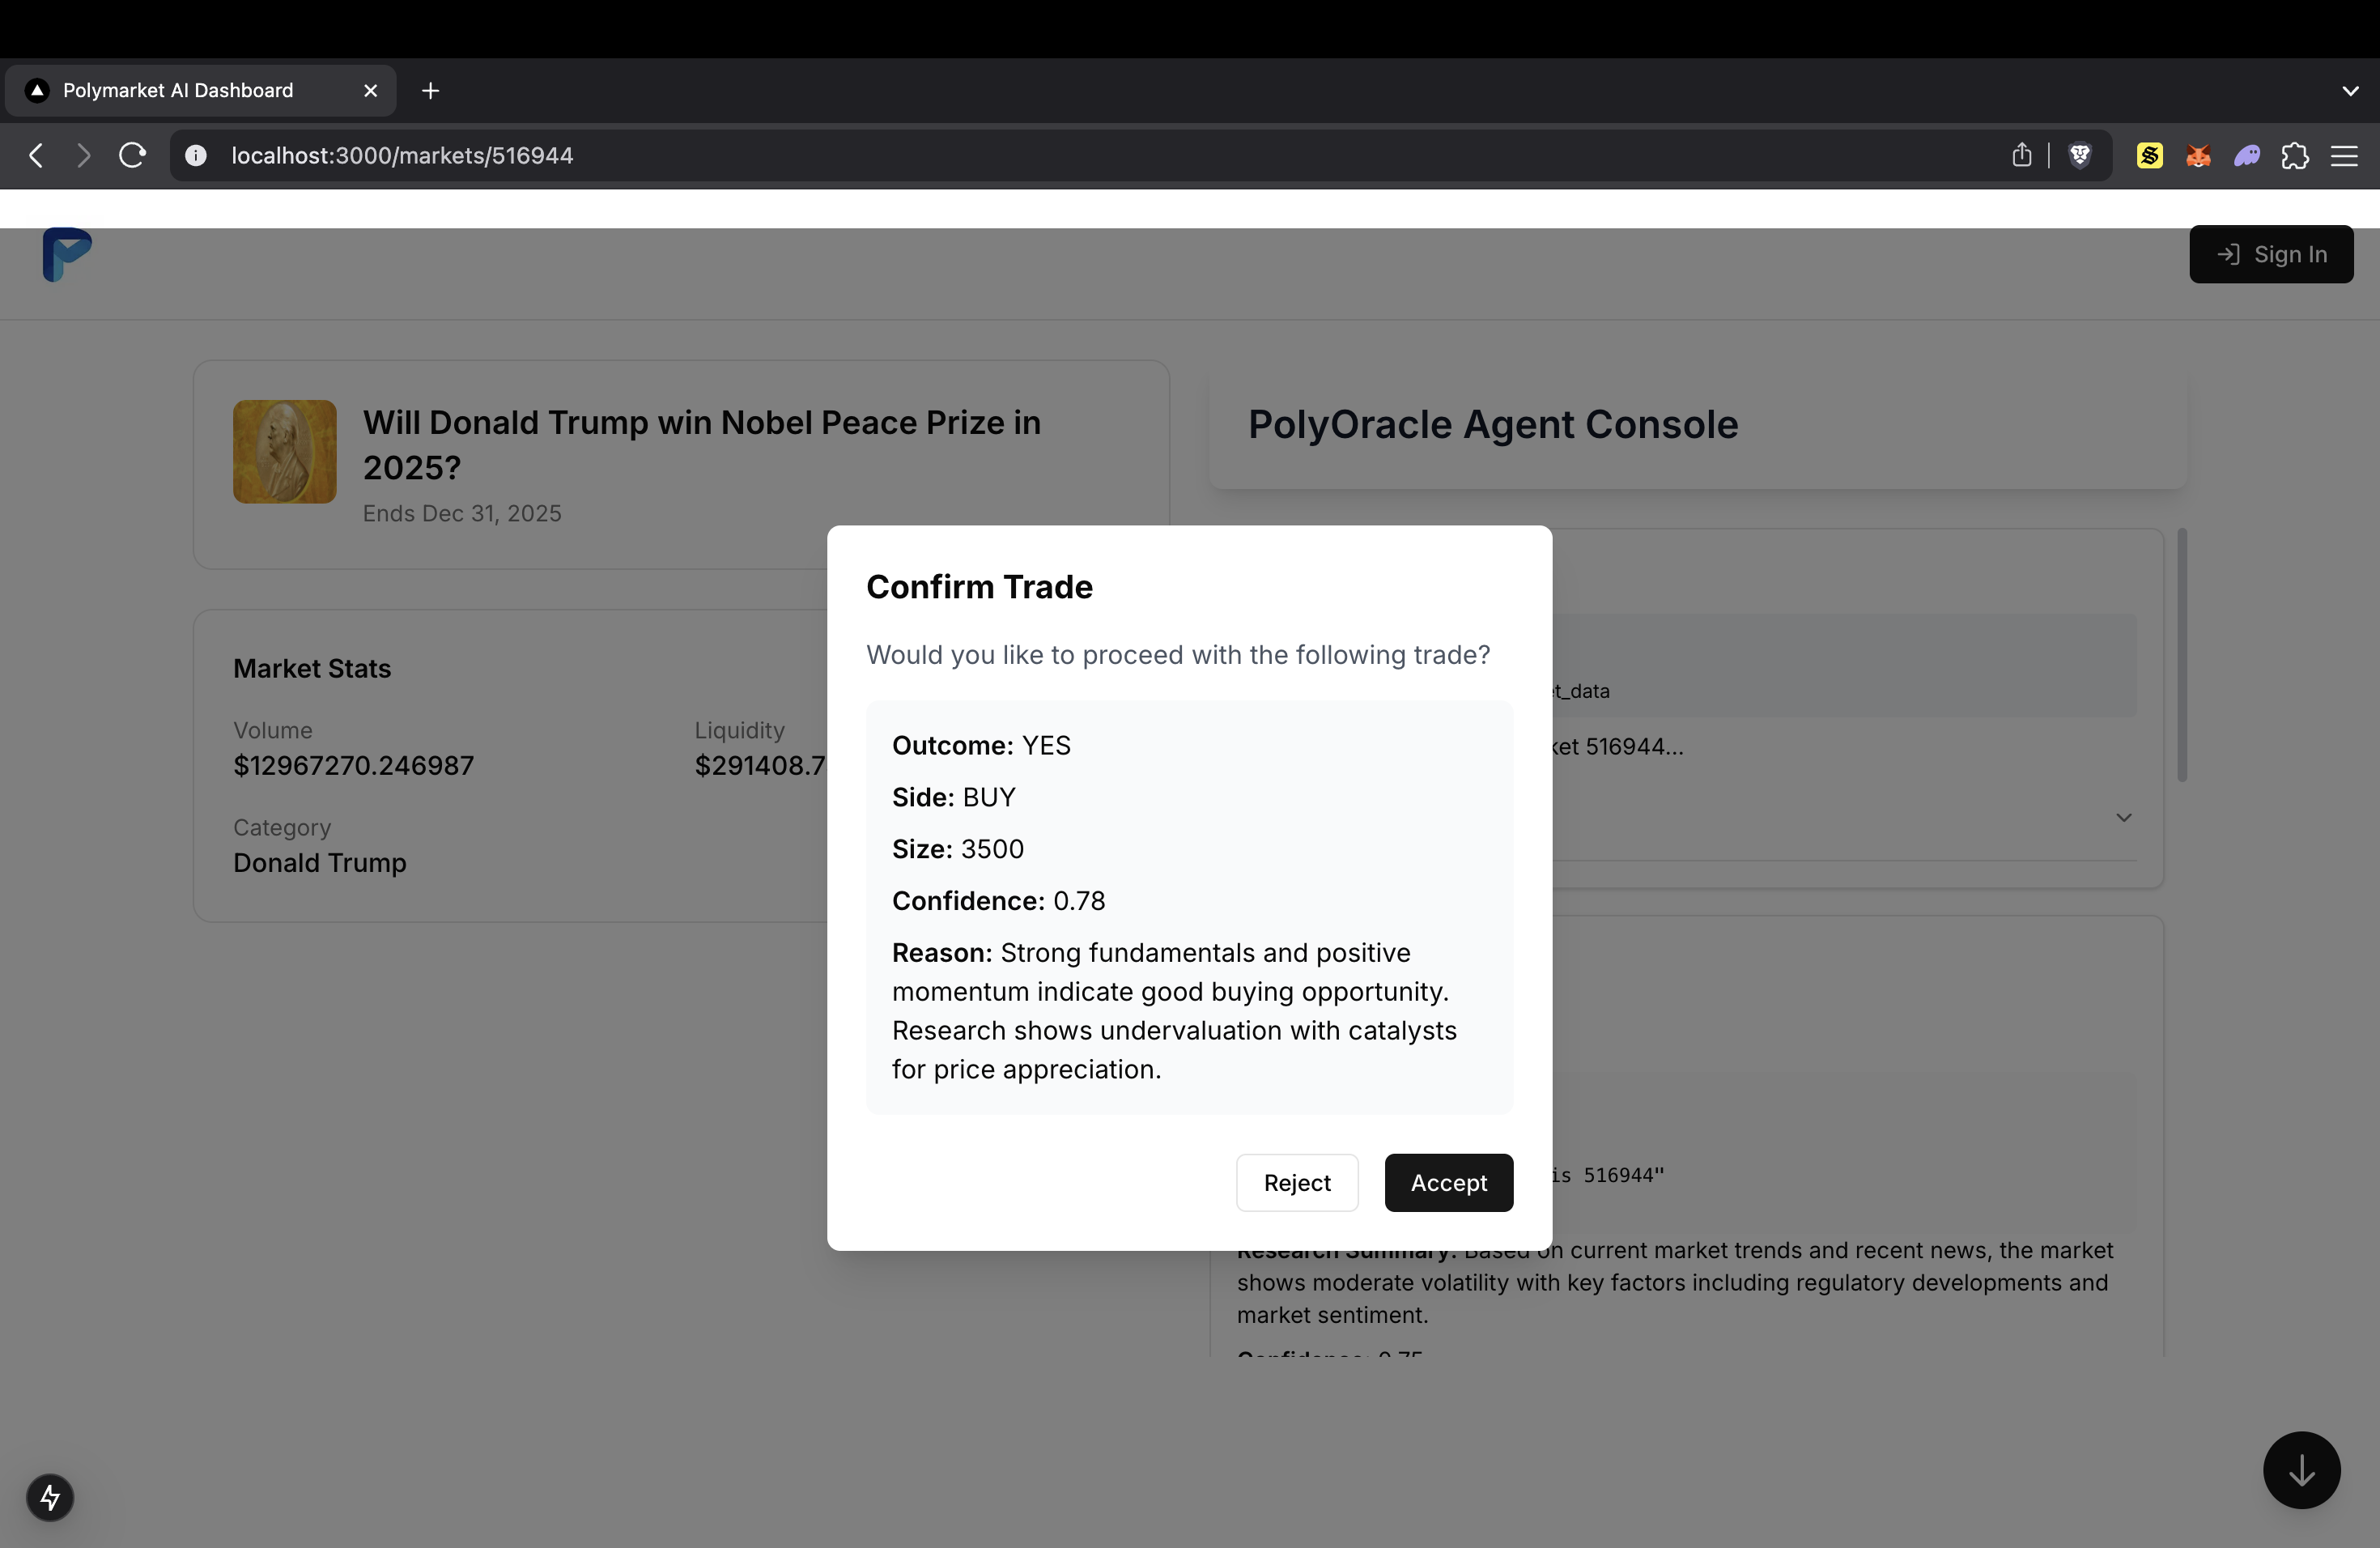 Polymarket AI Dashboard
localhost:3000/markets/516944
Sign In
Will Donald Trump win Nobel Peace Prize in
2025?
Ends Dec 31, 2025
Market Stats
Volume
$12967270.246987
Liquidity
$291408.7
Category
Donald Trump
PolyOracle Agent Console
t_data
ket 516944...
is 516944"
Research Summary: Based on current market trends and recent news, the market
shows moderate volatility with key factors including regulatory developments and
market sentiment.
Confidence: 0.75
Confirm Trade
Would you like to proceed with the following trade?
Outcome: YES
Side: BUY
Size: 3500
Confidence: 0.78
Reason: Strong fundamentals and positive
momentum indicate good buying opportunity.
Research shows undervaluation with catalysts
for price appreciation.
Reject
Accept